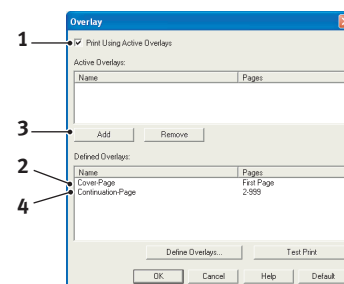 Overlay
1
Print Using Active Overlays
Active Overlays:
Name Pages
3
Add Remove
Defined Overlays:
2
Name Pages
Cover-Page First Page
4
Continuation-Page 2-999
Define Overlays... Test Print
OK Cancel Help Default